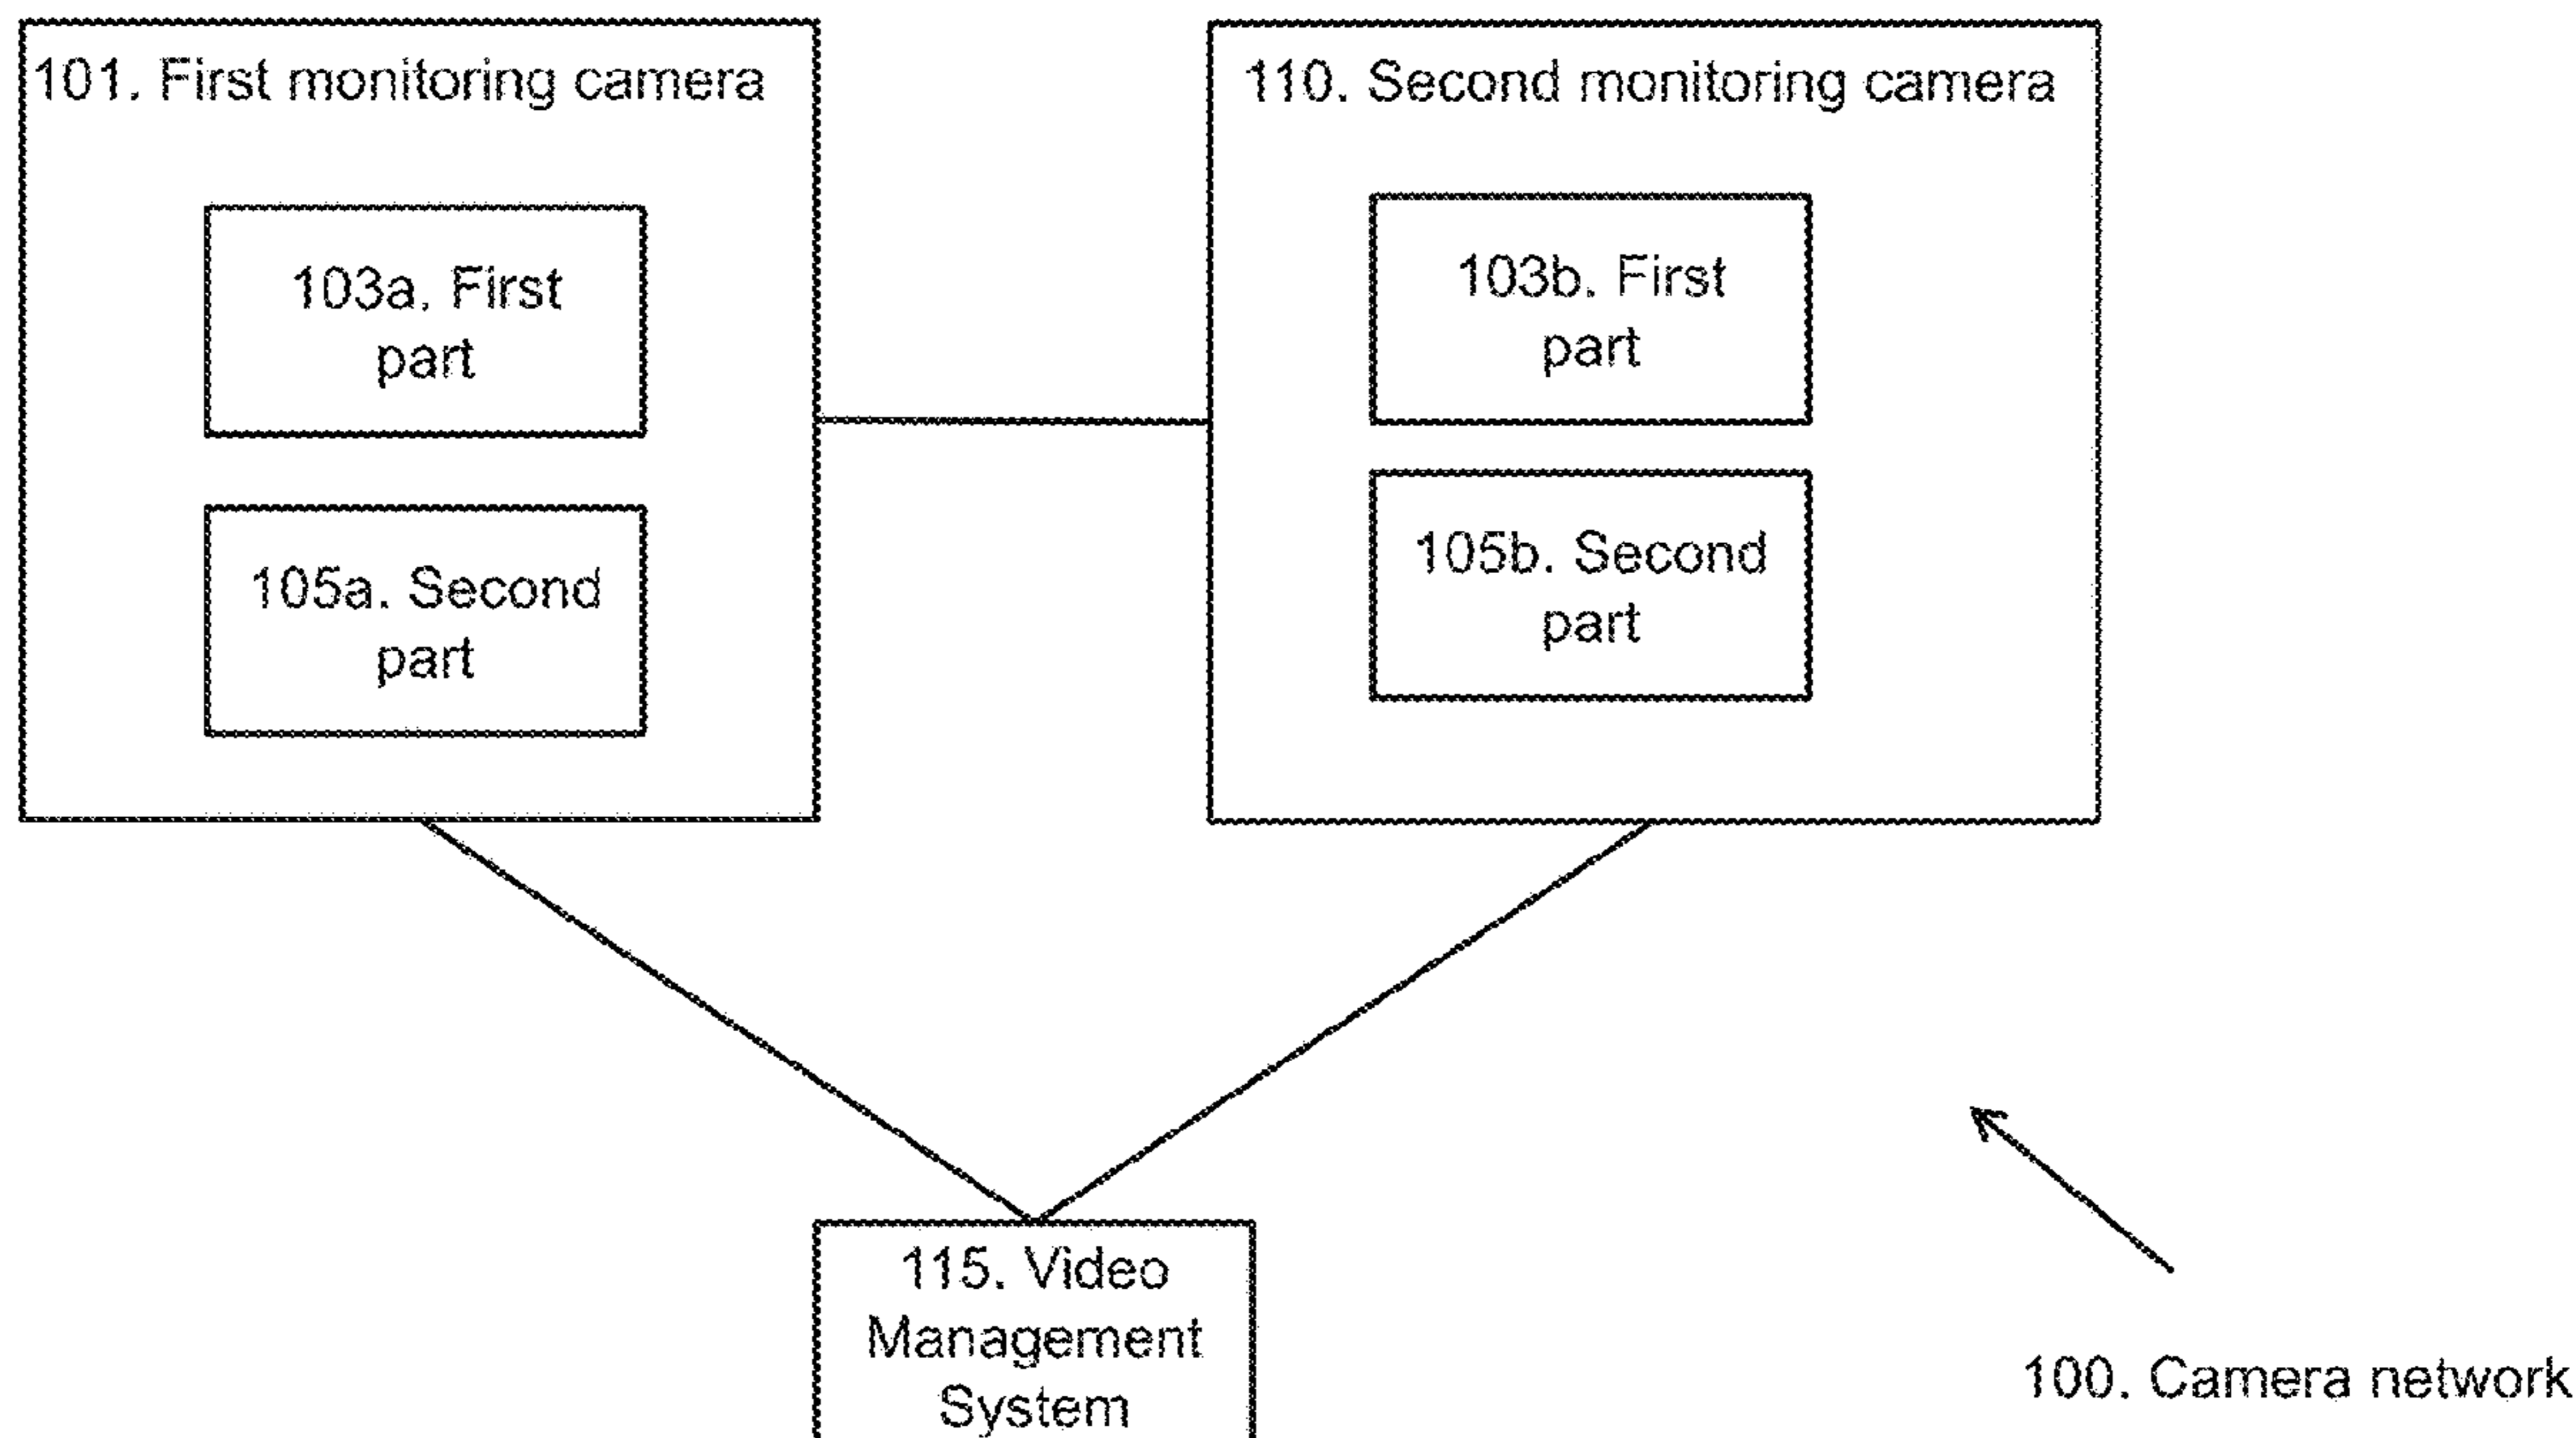 101. First monitoring camera
103a. First
part
105a. Second
part
110. Second monitoring camera
103b. First
part
105b. Second
part
115. Video
Management
System
100. Camera network